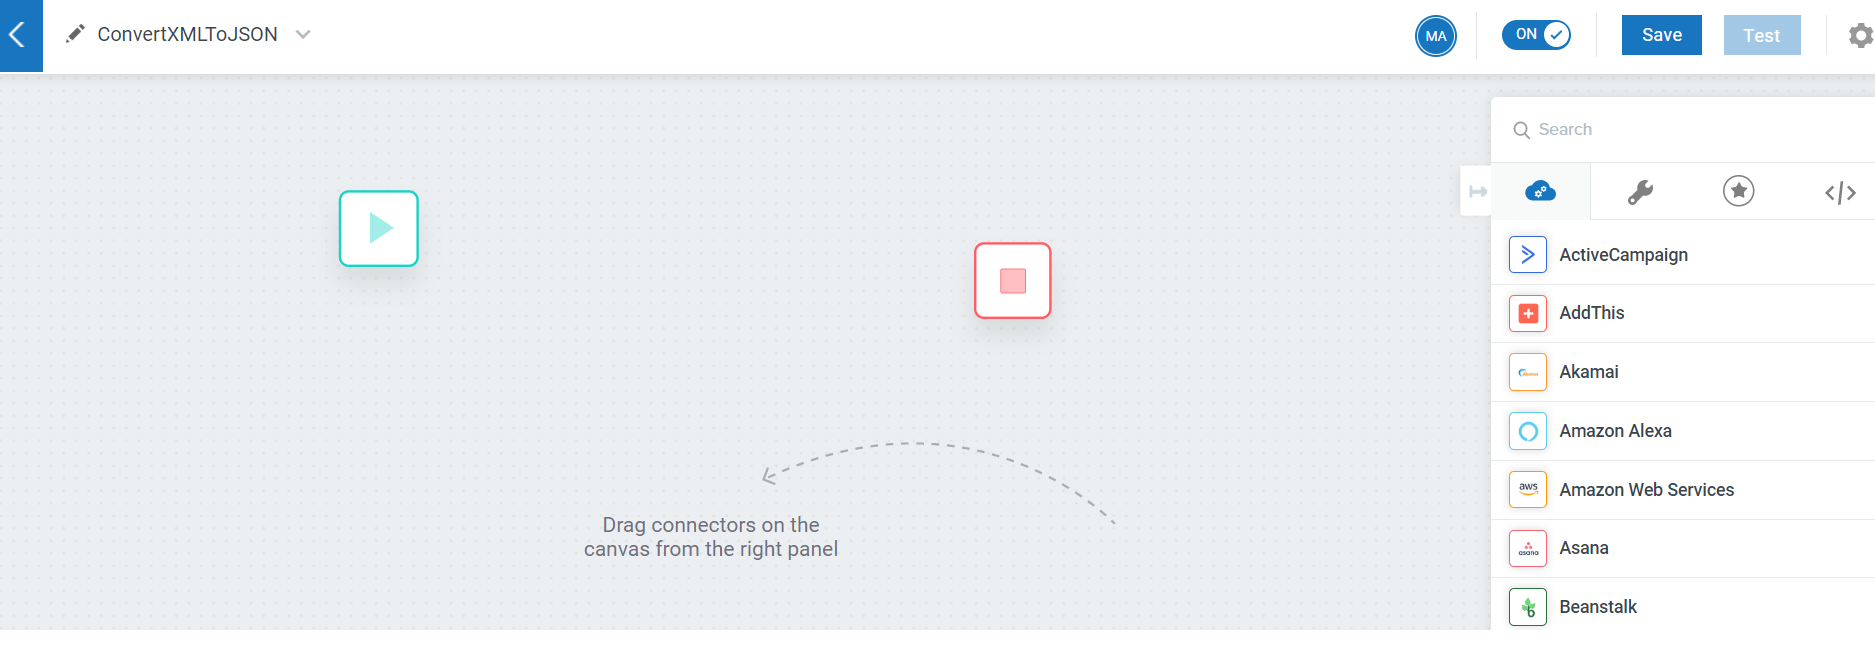 ConvertXMLToJSON
MA
ON
Save
Test
Search
ActiveCampaign
AddThis
Akamai
Amazon Alexa
aws
Amazon Web Services
asana
Asana
Beanstalk
Drag connectors on the
canvas from the right panel